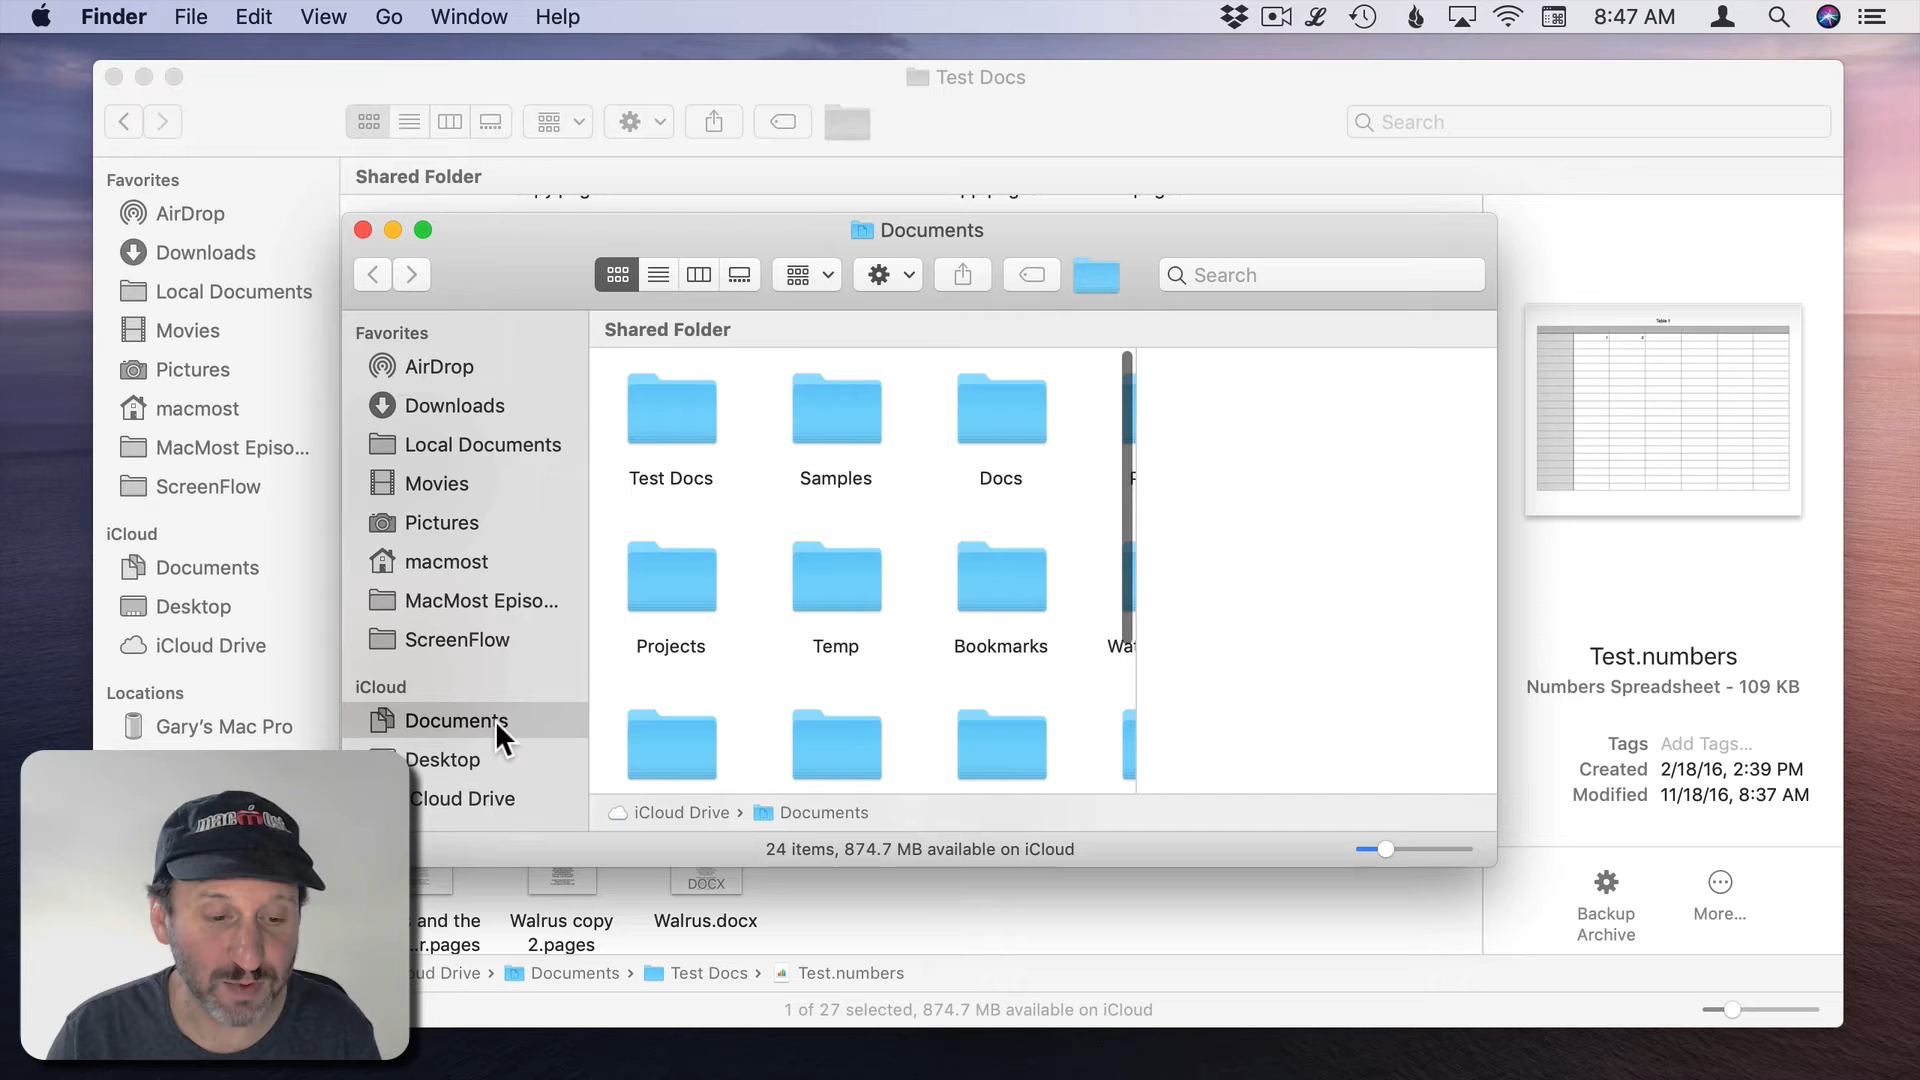 Finder File Edit View Go Window Help 8:47 AM
Test Docs
Search
Favorites
AirDrop
Downloads
Local Documents
Movies
Pictures
macmost
MacMost Episo...
ScreenFlow
iCloud
Documents
Desktop
iCloud Drive
Locations
Gary's Mac Pro
Shared Folder
Documents
Search
Favorites
AirDrop
Downloads
Local Documents
Movies
Pictures
macmost
MacMost Episo...
ScreenFlow
iCloud
Documents
Desktop
Cloud Drive
Shared Folder
Test Docs Samples Docs
Projects Temp Bookmarks Wat
iCloud Drive › Documents
24 items, 874.7 MB available on iCloud
Table 1
Test.numbers
Numbers Spreadsheet - 109 KB
Tags Add Tags...
Created 2/18/16, 2:39 PM
Modified 11/18/16, 8:37 AM
Backup
Archive
More...
DOCX
and the
...r.pages
Walrus copy
2.pages
Walrus.docx
oud Drive › Documents › Test Docs › Test.numbers
1 of 27 selected, 874.7 MB available on iCloud
macmost